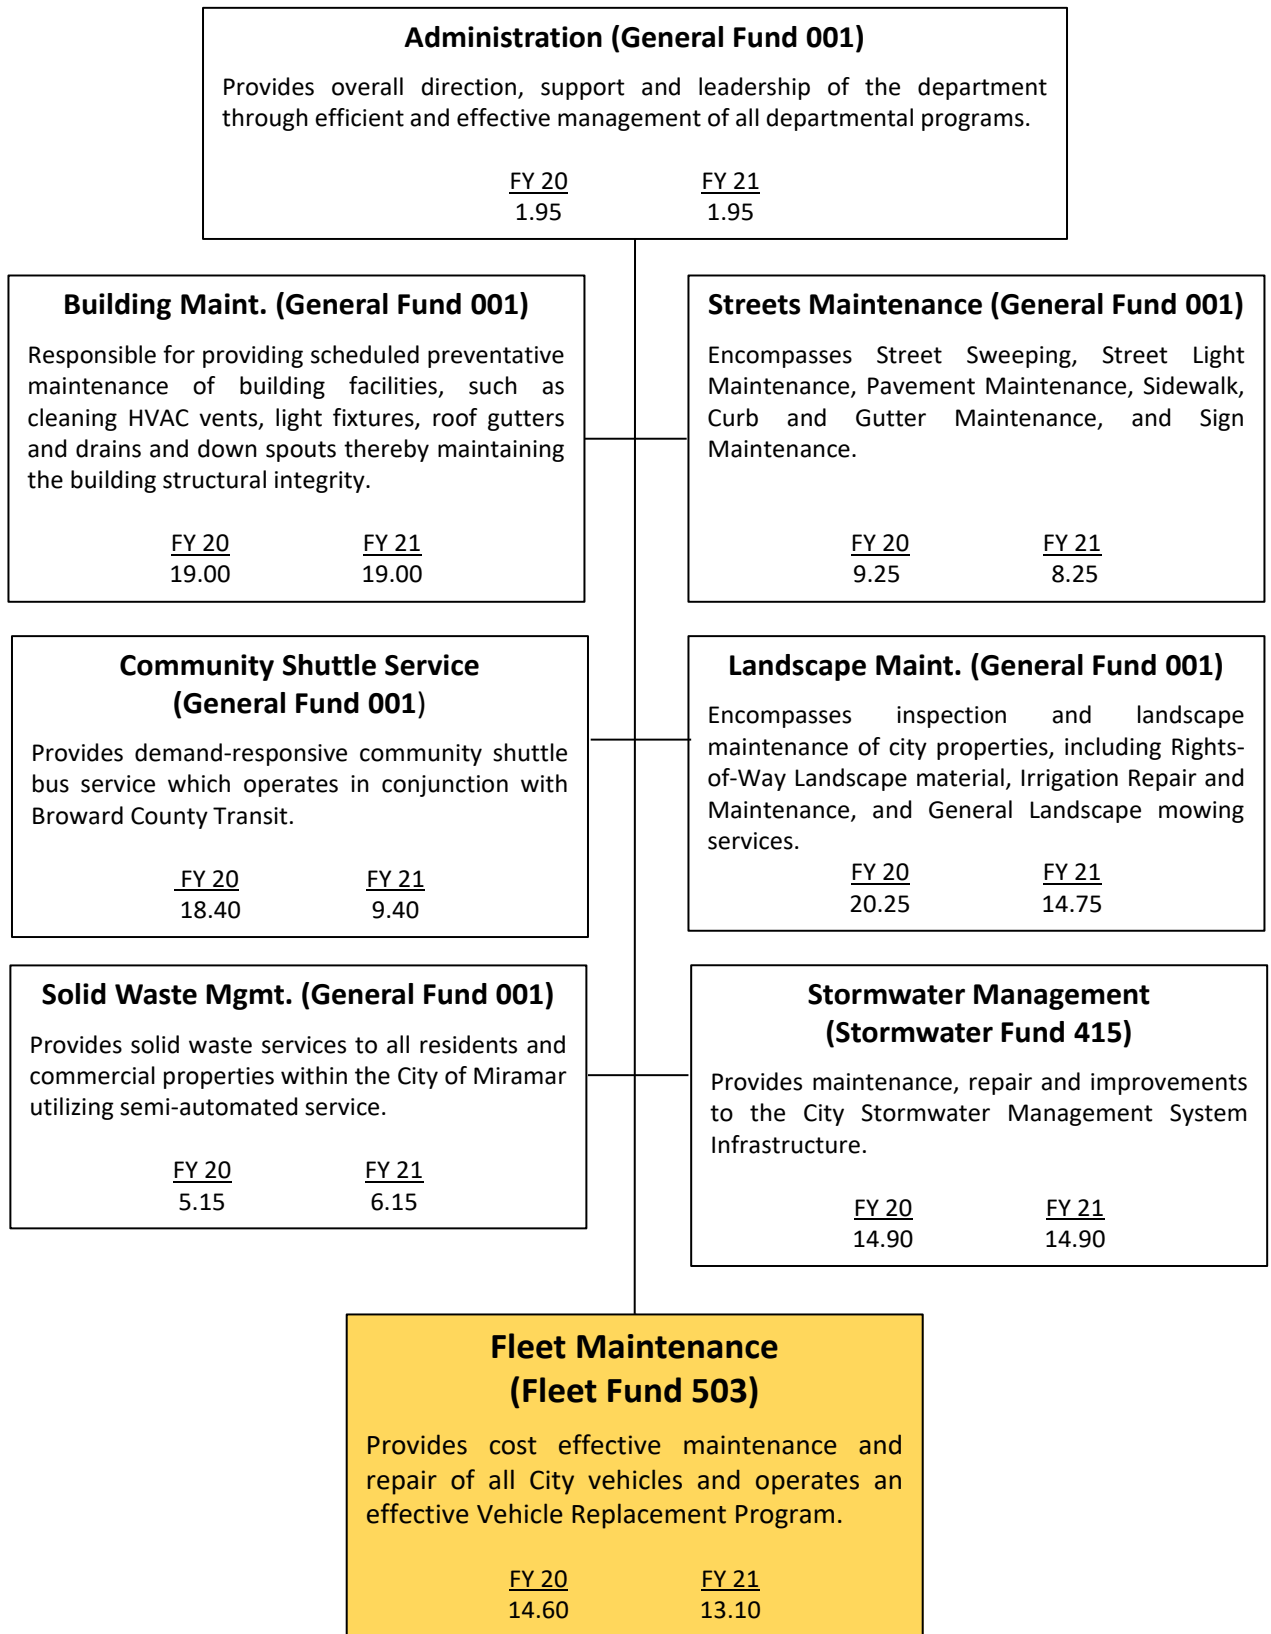 Administration (General Fund 001)
Provides overall direction, support and leadership of the department
through efficient and effective management of all departmental programs.
FY 20 FY 21
1.95 1.95
Building Maint. (General Fund 001)
Responsible for providing scheduled preventative
maintenance of building facilities, such as
cleaning HVAC vents, light fixtures, roof gutters
and drains and down spouts thereby maintaining
the building structural integrity.
FY 20 FY 21
19.00 19.00
Streets Maintenance (General Fund 001)
Encompasses Street Sweeping, Street Light
Maintenance, Pavement Maintenance, Sidewalk,
Curb and Gutter Maintenance, and Sign
Maintenance.
FY 20 FY 21
9.25 8.25
Community Shuttle Service
(General Fund 001)
Provides demand-responsive community shuttle
bus service which operates in conjunction with
Broward County Transit.
FY 20 FY 21
18.40 9.40
Landscape Maint. (General Fund 001)
Encompasses inspection and landscape
maintenance of city properties, including Rights-
of-Way Landscape material, Irrigation Repair and
Maintenance, and General Landscape mowing
services.
FY 20 FY 21
20.25 14.75
Solid Waste Mgmt. (General Fund 001)
Provides solid waste services to all residents and
commercial properties within the City of Miramar
utilizing semi-automated service.
FY 20 FY 21
5.15 6.15
Stormwater Management
(Stormwater Fund 415)
Provides maintenance, repair and improvements
to the City Stormwater Management System
Infrastructure.
FY 20 FY 21
14.90 14.90
Fleet Maintenance
(Fleet Fund 503)
Provides cost effective maintenance and
repair of all City vehicles and operates an
effective Vehicle Replacement Program.
FY 20 FY 21
14.60 13.10